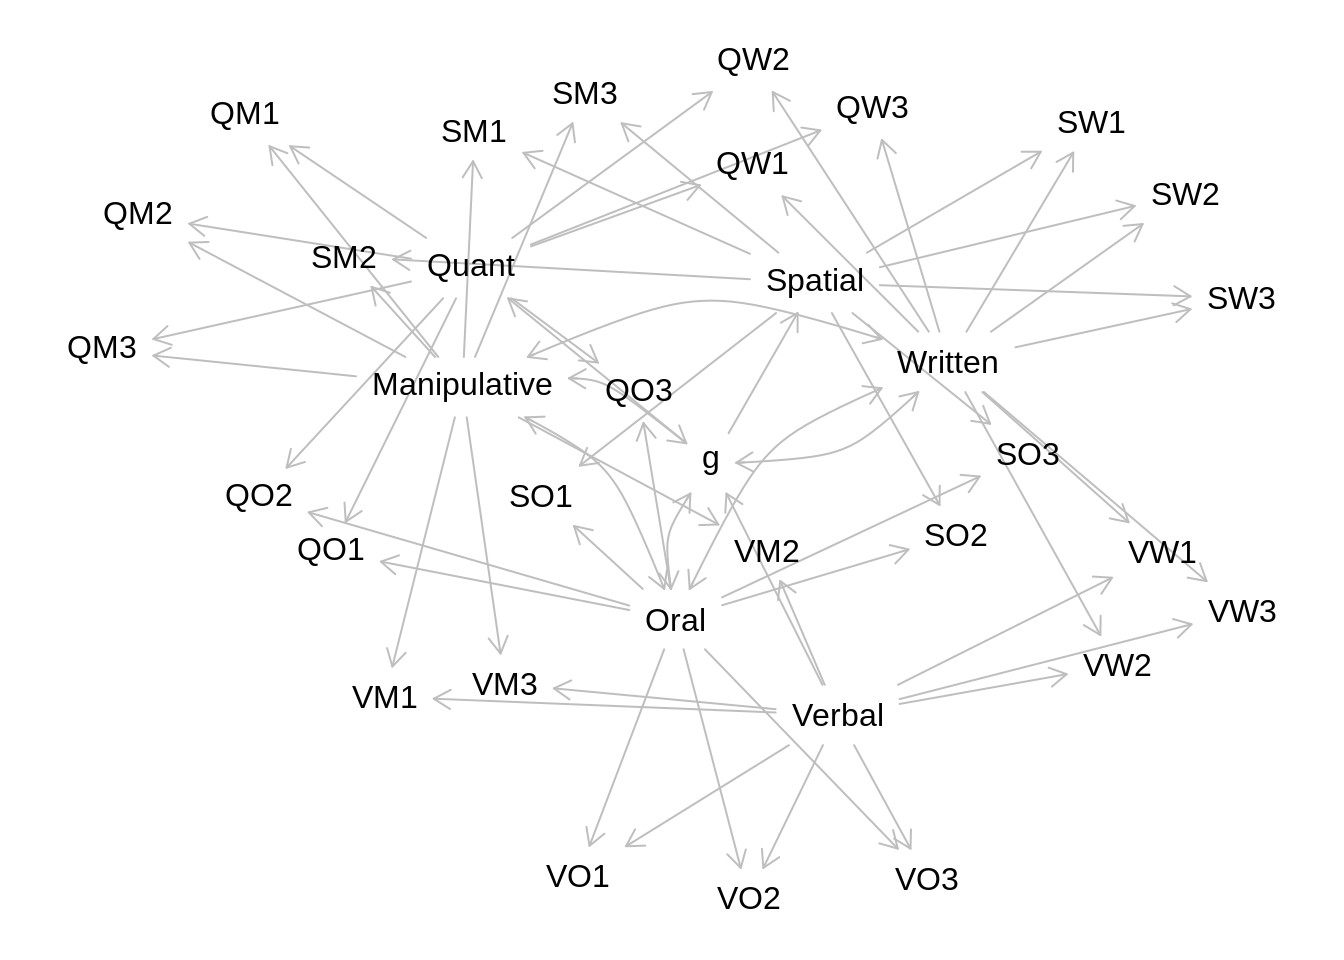 QW2
SM3
QW3
QM1
SM1
SW1
QW1
SW2
QM2
SM2
Quant
Spatial
SW3
QM3
Written
Manipulative
QO3
g
SO3
QO2
SO1
SO2
QO1
VM2
VW1
VW3
Oral
VW2
VM3
VM1
Verbal
VO1
VO3
VO2